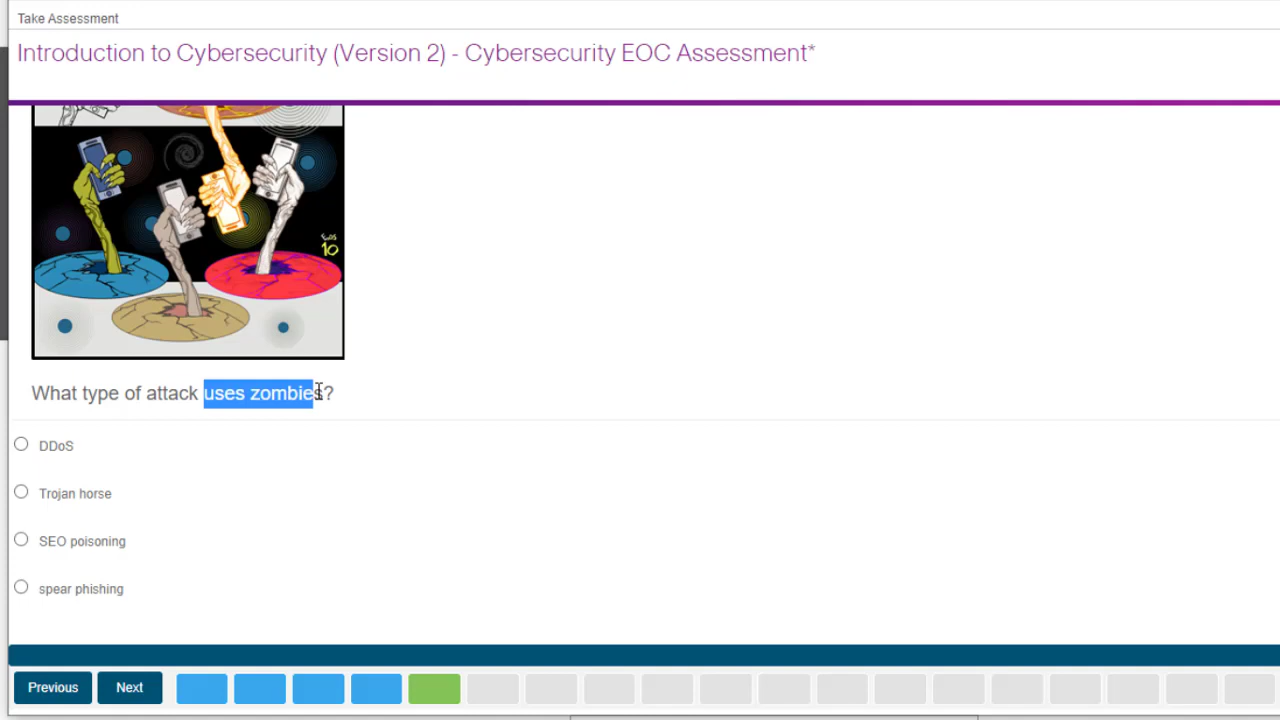 Take Assessment
Introduction to Cybersecurity (Version 2) - Cybersecurity EOC Assessment*
10
What type of attack uses zombies?
DDoS
Trojan horse
SEO poisoning
spear phishing
Previous Next